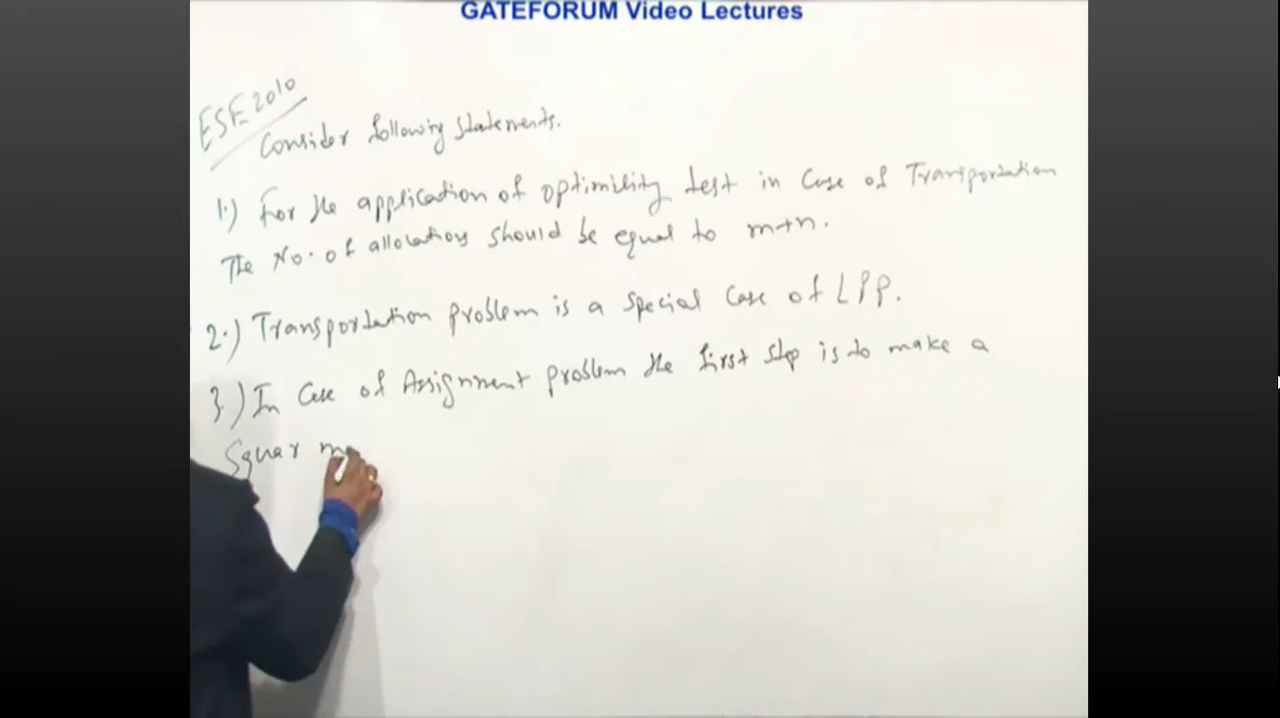 GATEFORUM Video Lectures
ESE 2010
Consider following statements.
1.) For the application of optimility test in Case of Transportation
The No. of allocations should be equal to m+n.
2.) Transportation problem is a Special Case of LPP.
3.) In Case of Assignment problem the first step is to make a
Squar m